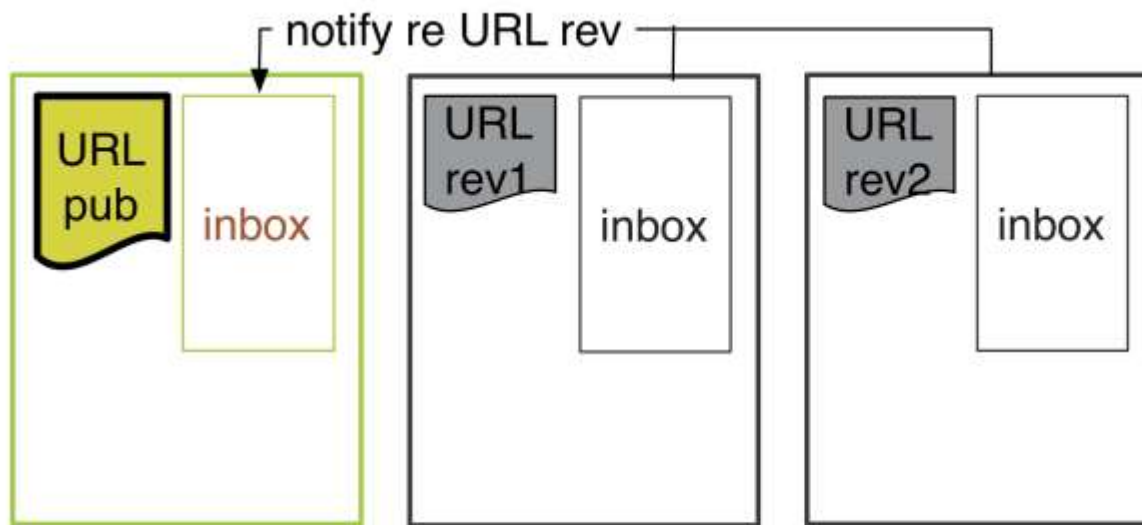 notify re URL rev
URL
pub
inbox
URL
rev1
inbox
URL
rev2
inbox